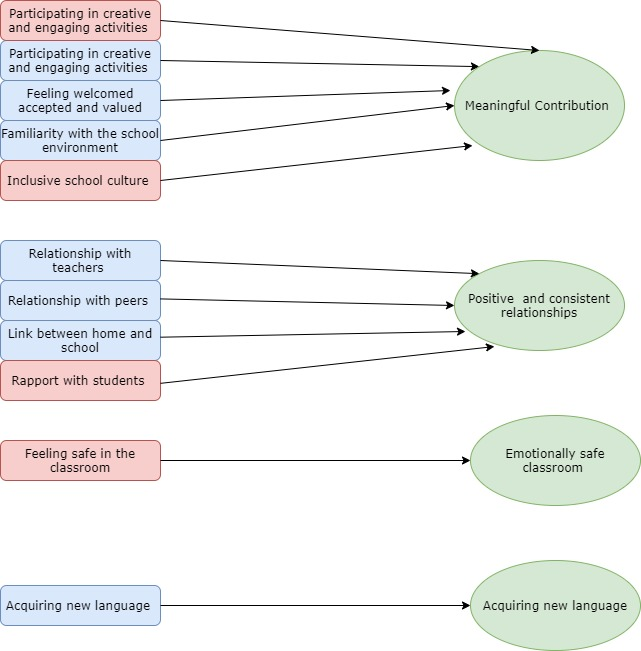 Participating in creative
and engaging activities
Participating in creative
and engaging activities
Feeling welcomed
accepted and valued
Familiarity with the school
environment
Inclusive school culture
Meaningful Contribution
Relationship with
teachers
Relationship with peers
Link between home and
school
Rapport with students
Positive and consistent
relationships
Feeling safe in the
classroom
Emotionally safe
classroom
Acquiring new language
Acquiring new language